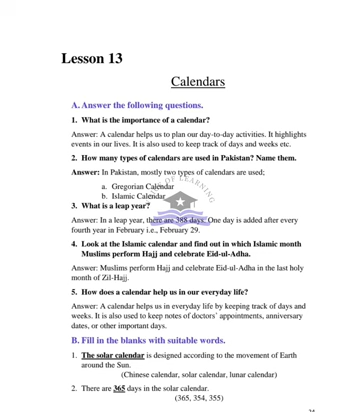 Lesson 13
Calendars
A. Answer the following questions.
1. What is the importance of a calendar?
Answer: A calendar helps us to plan our day-to-day activities. It highlights
events in our lives. It is also used to keep track of days and weeks etc.
2. How many types of calendars are used in Pakistan? Name them.
Answer: In Pakistan, mostly two types of calendars are used;
a. Gregorian Calendar
b. Islamic Calendar
3. What is a leap year?
Answer: In a leap year, there are 388 days. One day is added after every
fourth year in February i.e., February 29.
4. Look at the Islamic calendar and find out in which Islamic month
Muslims perform Hajj and celebrate Eid-ul-Adha.
Answer: Muslims perform Hajj and celebrate Eid-ul-Adha in the last holy
month of Zil-Hajj.
5. How does a calendar help us in our everyday life?
Answer: A calendar helps us in everyday life by keeping track of days and
weeks. It is also used to keep notes of doctors' appointments, anniversary
dates, or other important days.
B. Fill in the blanks with suitable words.
1. The solar calendar is designed according to the movement of Earth
around the Sun.
(Chinese calendar, solar calendar, lunar calendar)
2. There are 365 days in the solar calendar.
(365, 354, 355)